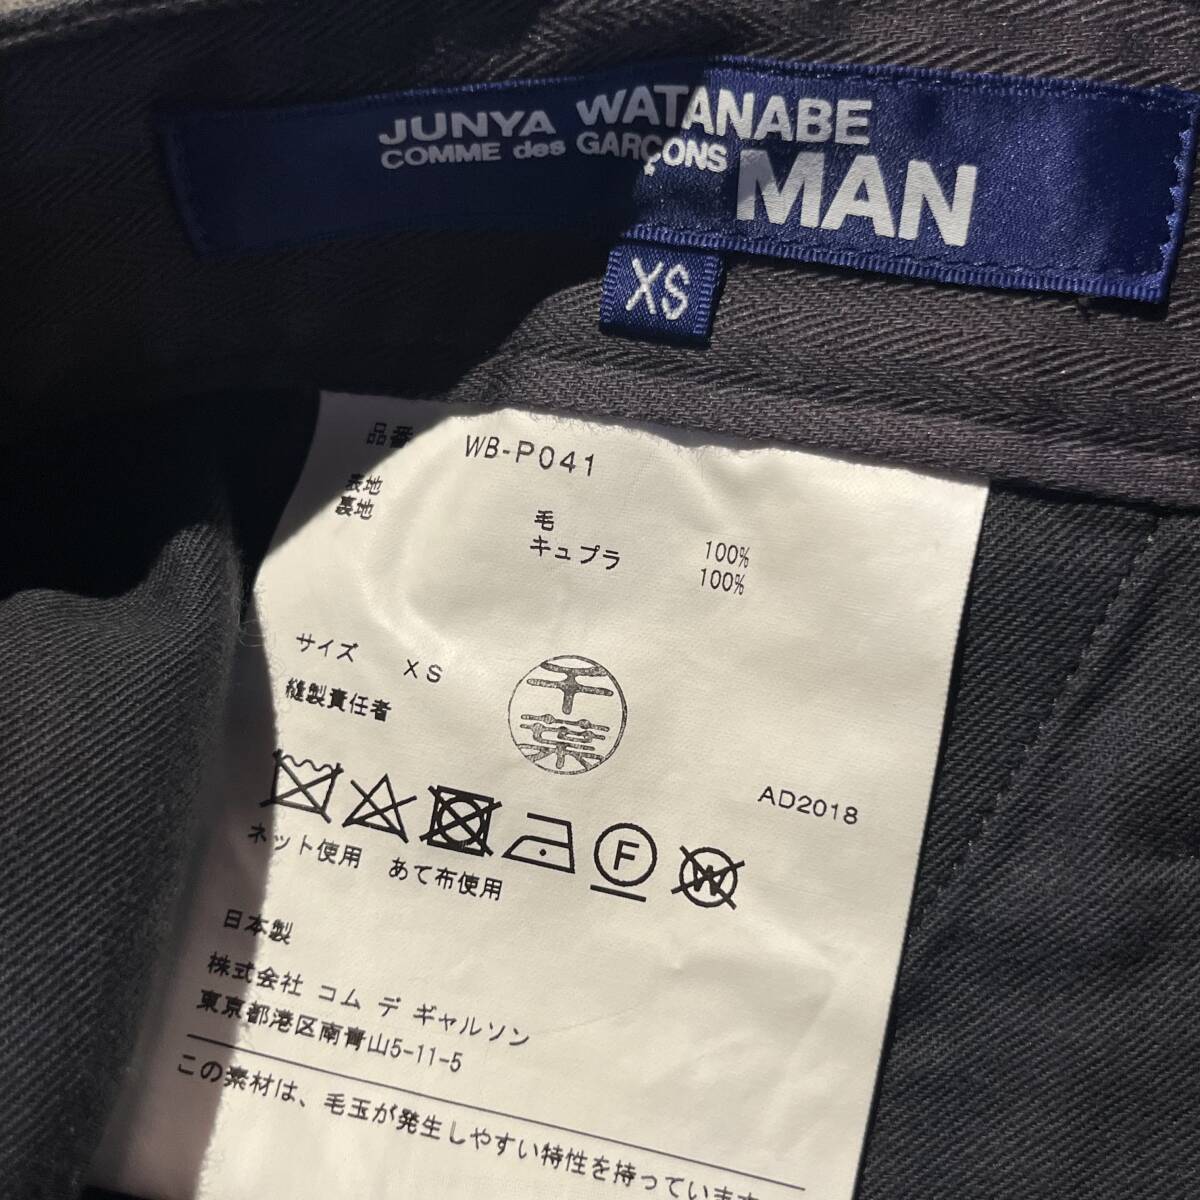 JUNYA WATANABE
COMME des GARÇONS MAN
XS
品番 WB-P041
表地 毛 100%
裏地 キュプラ 100%
サイズ XS
縫製責任者 千葉
AD2018
F W
ネット使用 あて布使用
日本製
株式会社 コム デ ギャルソン
東京都港区南青山5-11-5
この素材は、毛玉が発生しやすい特性を持っています